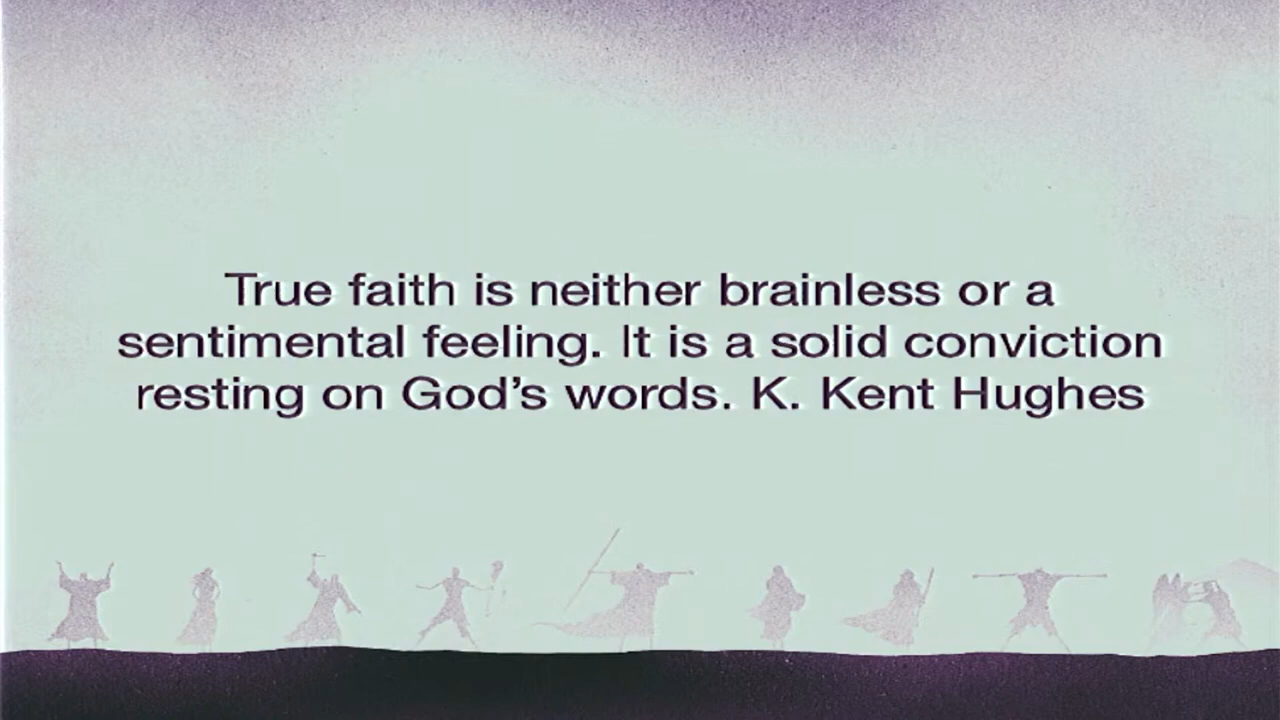 True faith is neither brainless or a
sentimental feeling. It is a solid conviction
resting on God’s words. K. Kent Hughes